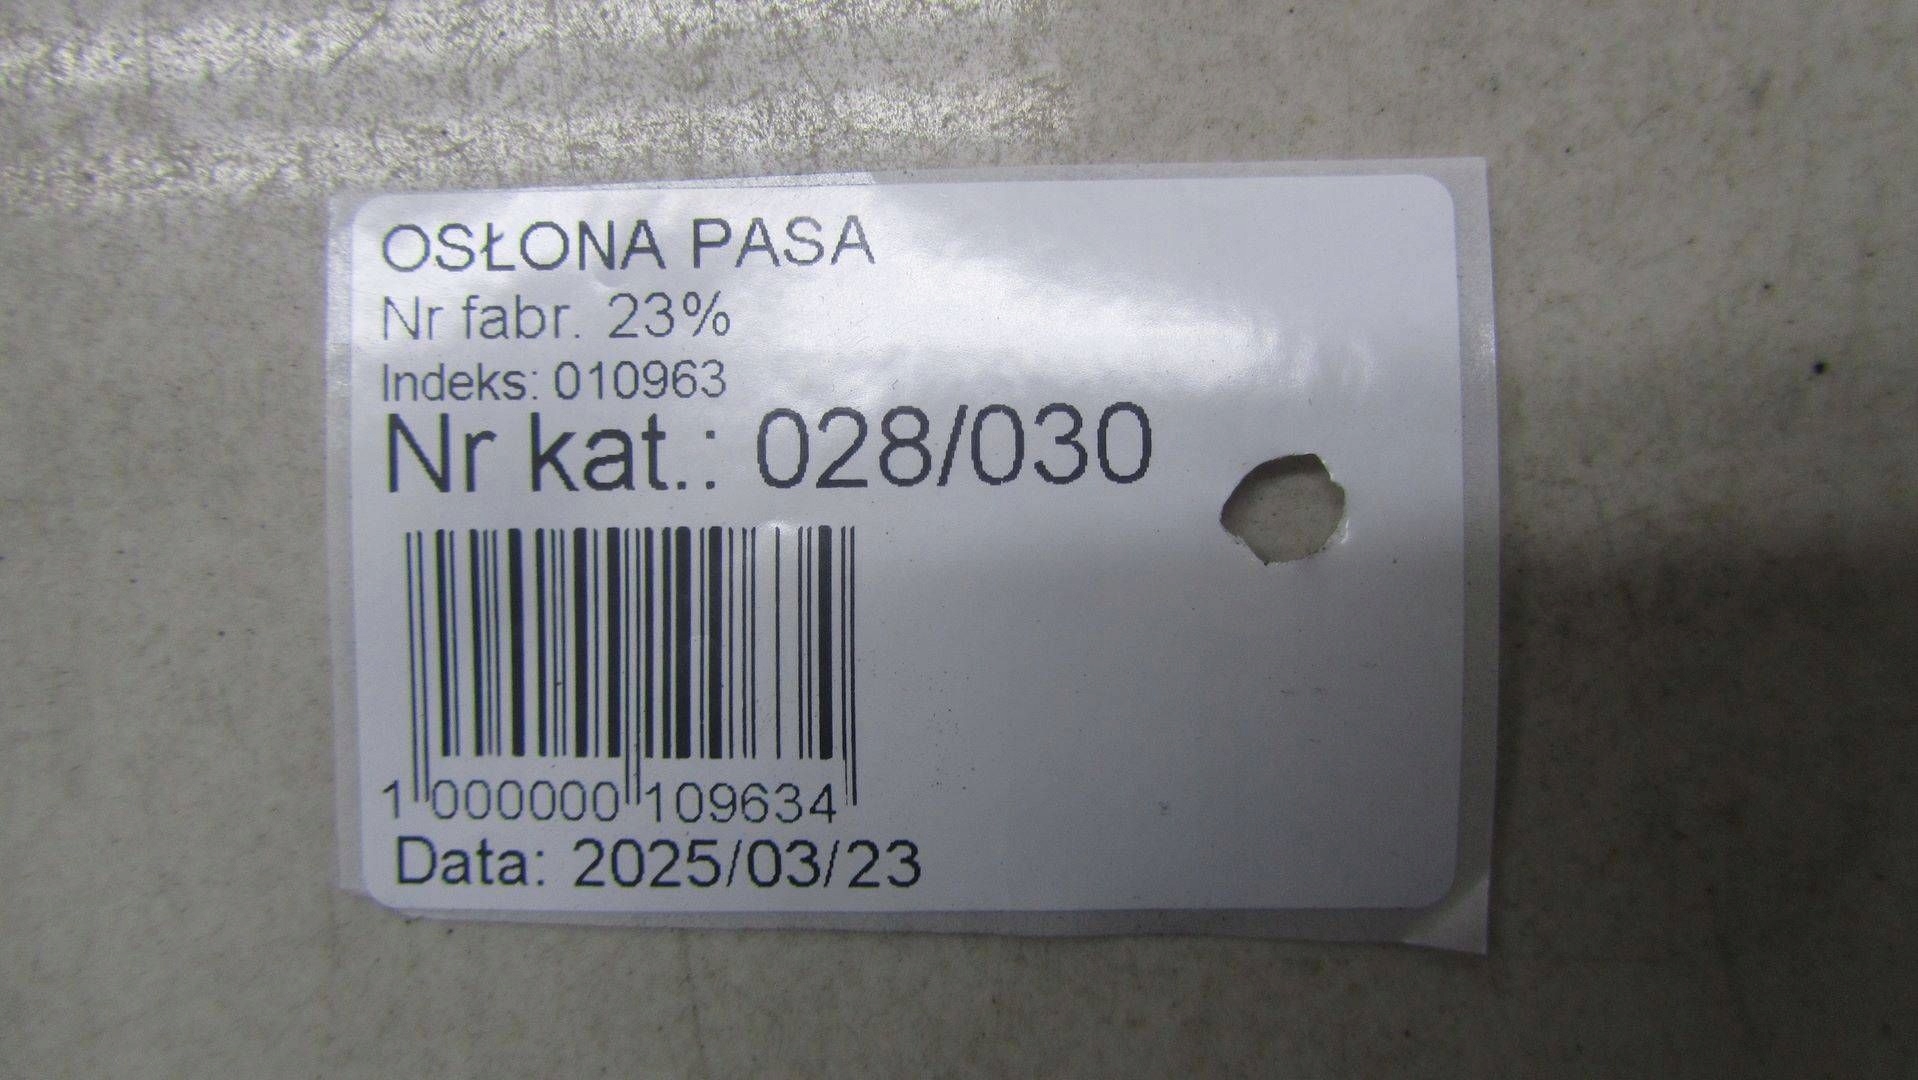 OSŁONA PASA
Nr fabr. 23%
Indeks: 010963
Nr kat.: 028/030
1 000000 109634
Data: 2025/03/23